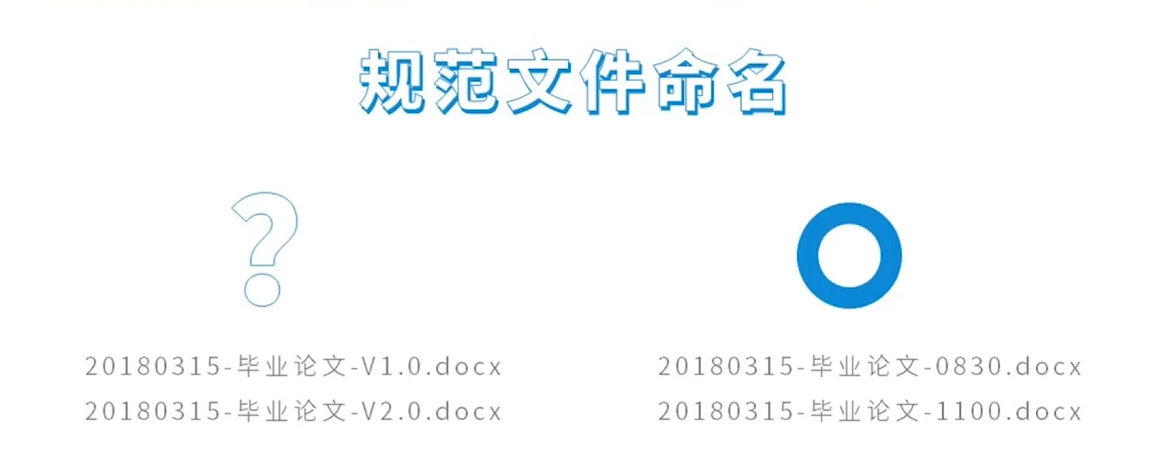 规范文件命名
?
20180315-毕业论文-V1.0.docx
20180315-毕业论文-V2.0.docx
20180315-毕业论文-0830.docx
20180315-毕业论文-1100.docx